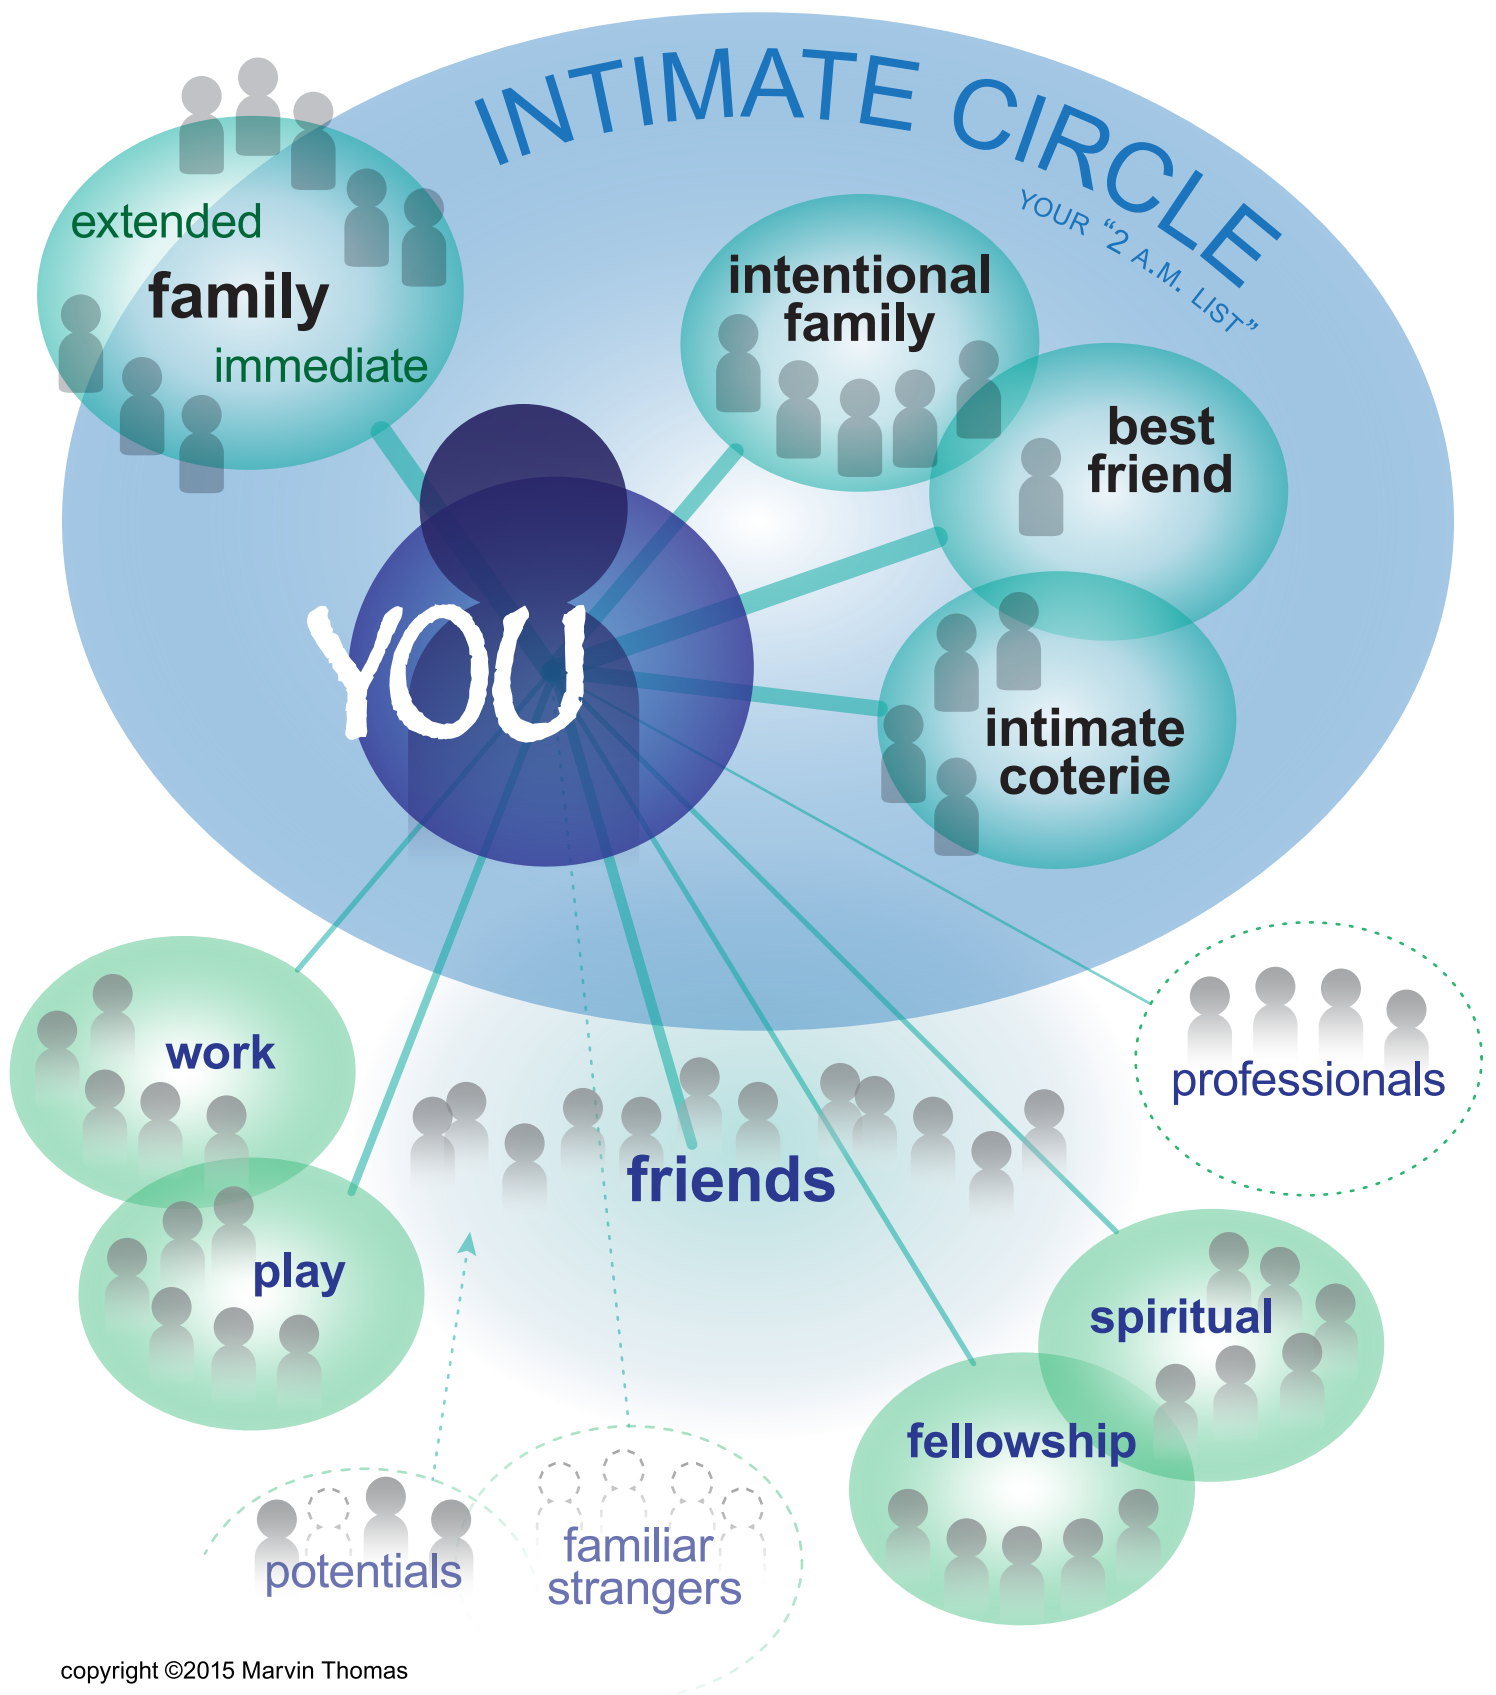 INTIMATE CIRCLE
YOUR “2 A.M. LIST”
extended
family
immediate
intentional
family
best
friend
YOU
intimate
coterie
work
professionals
friends
play
spiritual
fellowship
potentials
familiar
strangers
copyright ©2015 Marvin Thomas